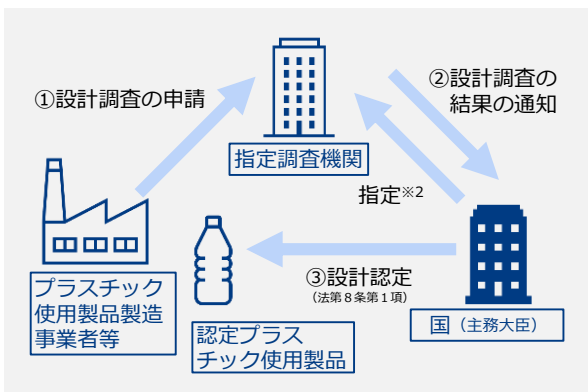 ①設計調査の申請
②設計調査の
結果の通知
指定調査機関
指定※2
プラスチック
使用製品製造
事業者等
③設計認定
(法第8条第1項)
認定プラス
チック使用製品
国（主務大臣）